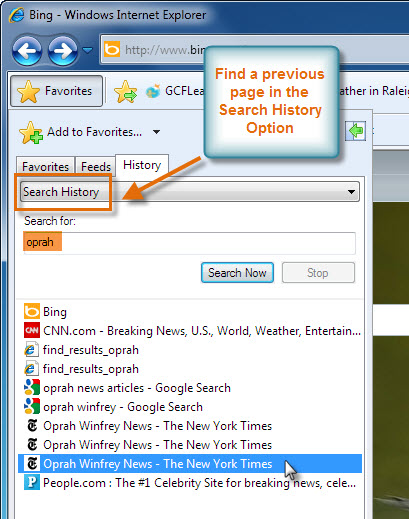 Bing - Windows Internet Explorer
http://www.bin
Favorites
GCFLea
ther in Raleig
Find a previous
page in the
Search History
Option
Add to Favorites...
Favorites
Feeds
History
Search History
Search for:
oprah
Search Now
Stop
Bing
CNN.com - Breaking News, U.S., World, Weather, Entertain...
find_results_oprah
find_results_oprah
oprah news articles - Google Search
oprah winfrey - Google Search
Oprah Winfrey News - The New York Times
Oprah Winfrey News - The New York Times
Oprah Winfrey News - The New York Times
People.com : The #1 Celebrity Site for breaking news, cele...